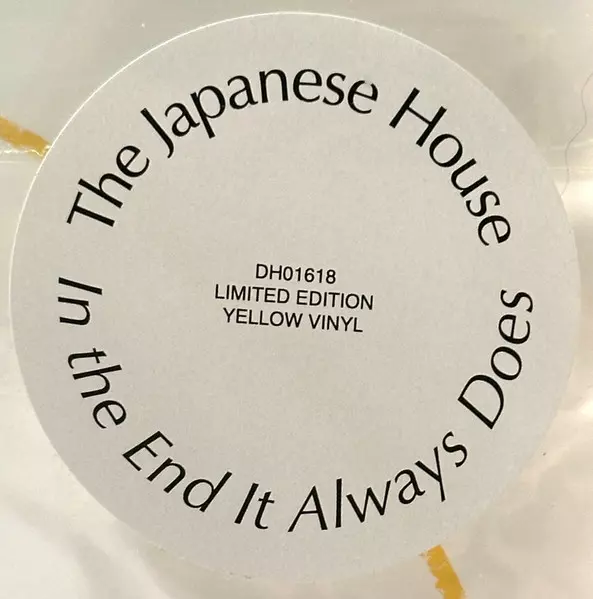 The Japanese House
DH01618
LIMITED EDITION
YELLOW VINYL
In the End It Always Does